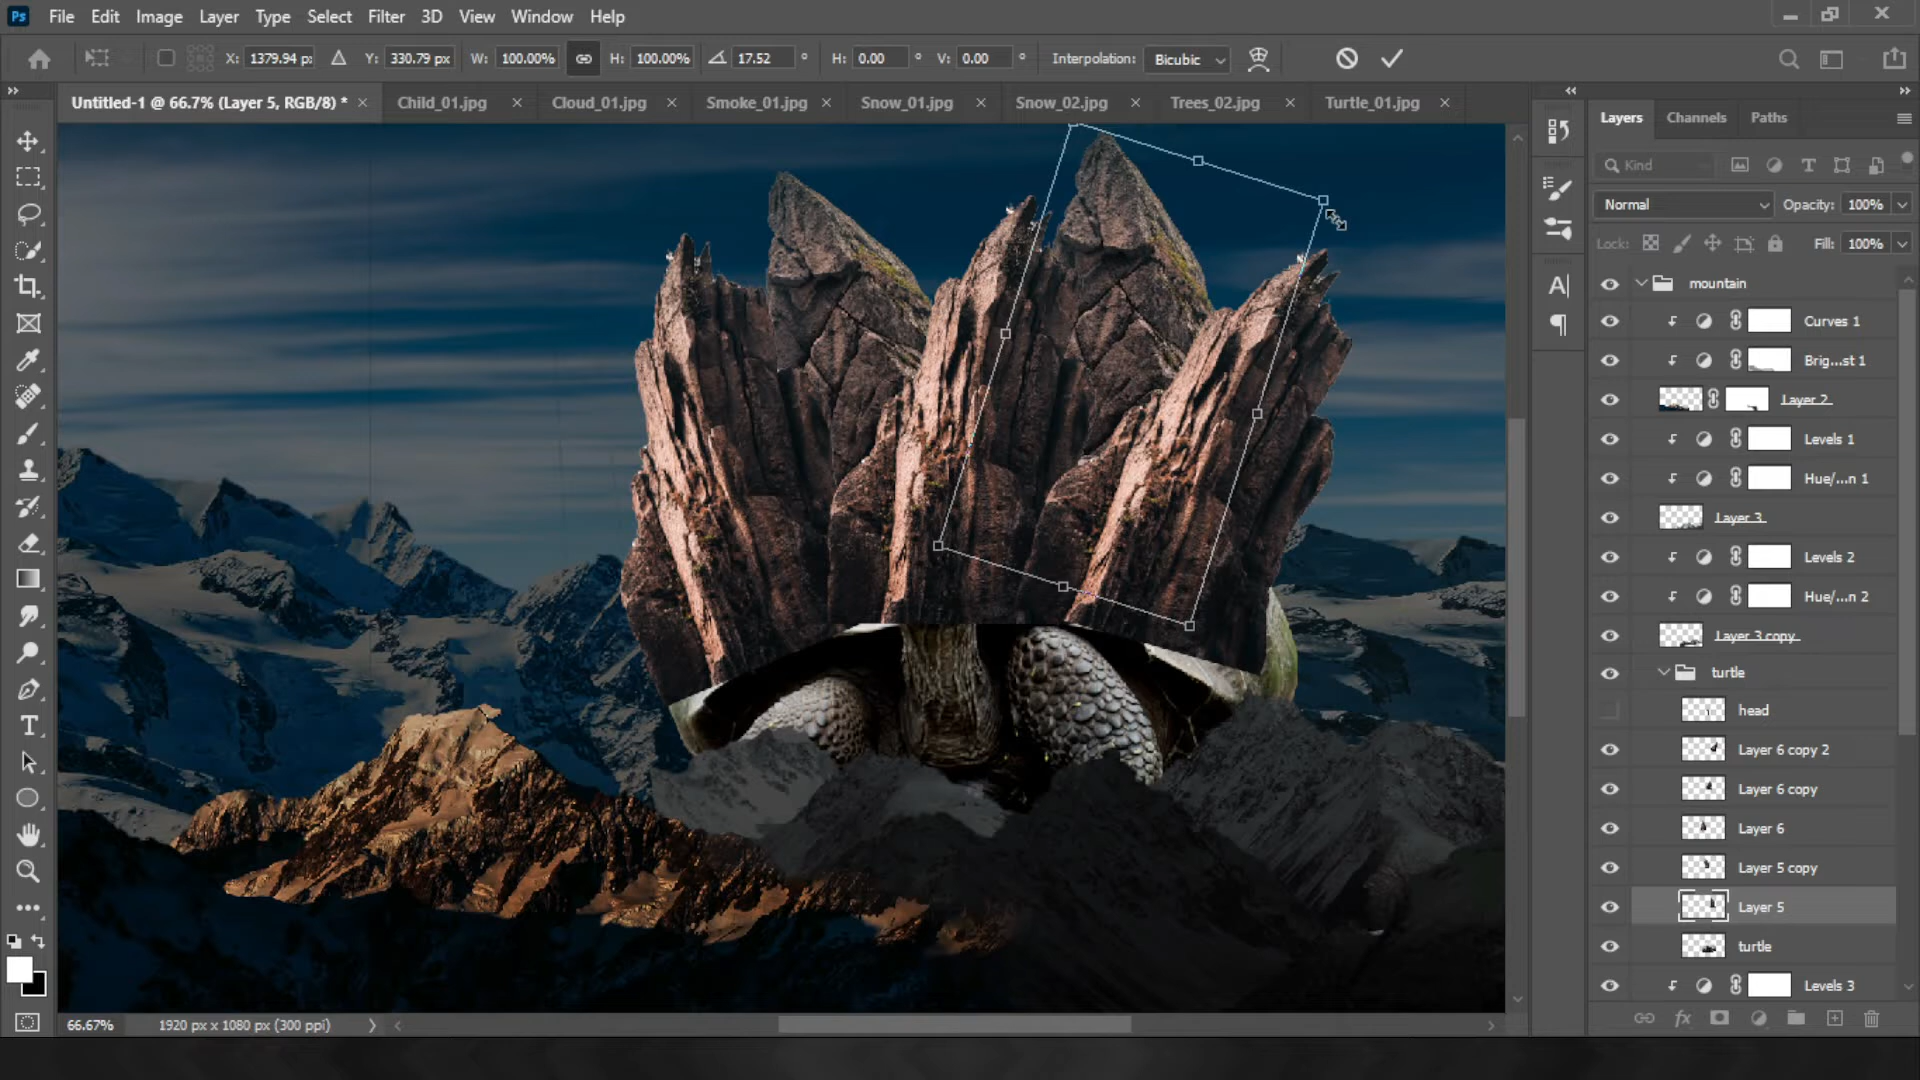 Ps File Edit Image Layer Type Select Filter 3D View Window Help
X: 1379.94 p Y: 330.79 px W: 100.00% H: 100.00% 17.52 ° H: 0.00 ° V: 0.00 ° Interpolation: Bicubic
Untitled-1 @ 66.7% (Layer 5, RGB/8) * Child_01.jpg Cloud_01.jpg Smoke_01.jpg Snow_01.jpg Snow_02.jpg Trees_02.jpg Turtle_01.jpg
Layers Channels Paths
Kind
Normal Opacity: 100%
Lock: Fill: 100%
mountain
Curves 1
Brig...st 1
Layer 2
Levels 1
Hue/...n 1
Layer 3
Levels 2
Hue/...n 2
Layer 3 copy
turtle
head
Layer 6 copy 2
Layer 6 copy
Layer 6
Layer 5 copy
Layer 5
turtle
Levels 3
66.67% 1920 px x 1080 px (300 ppi)